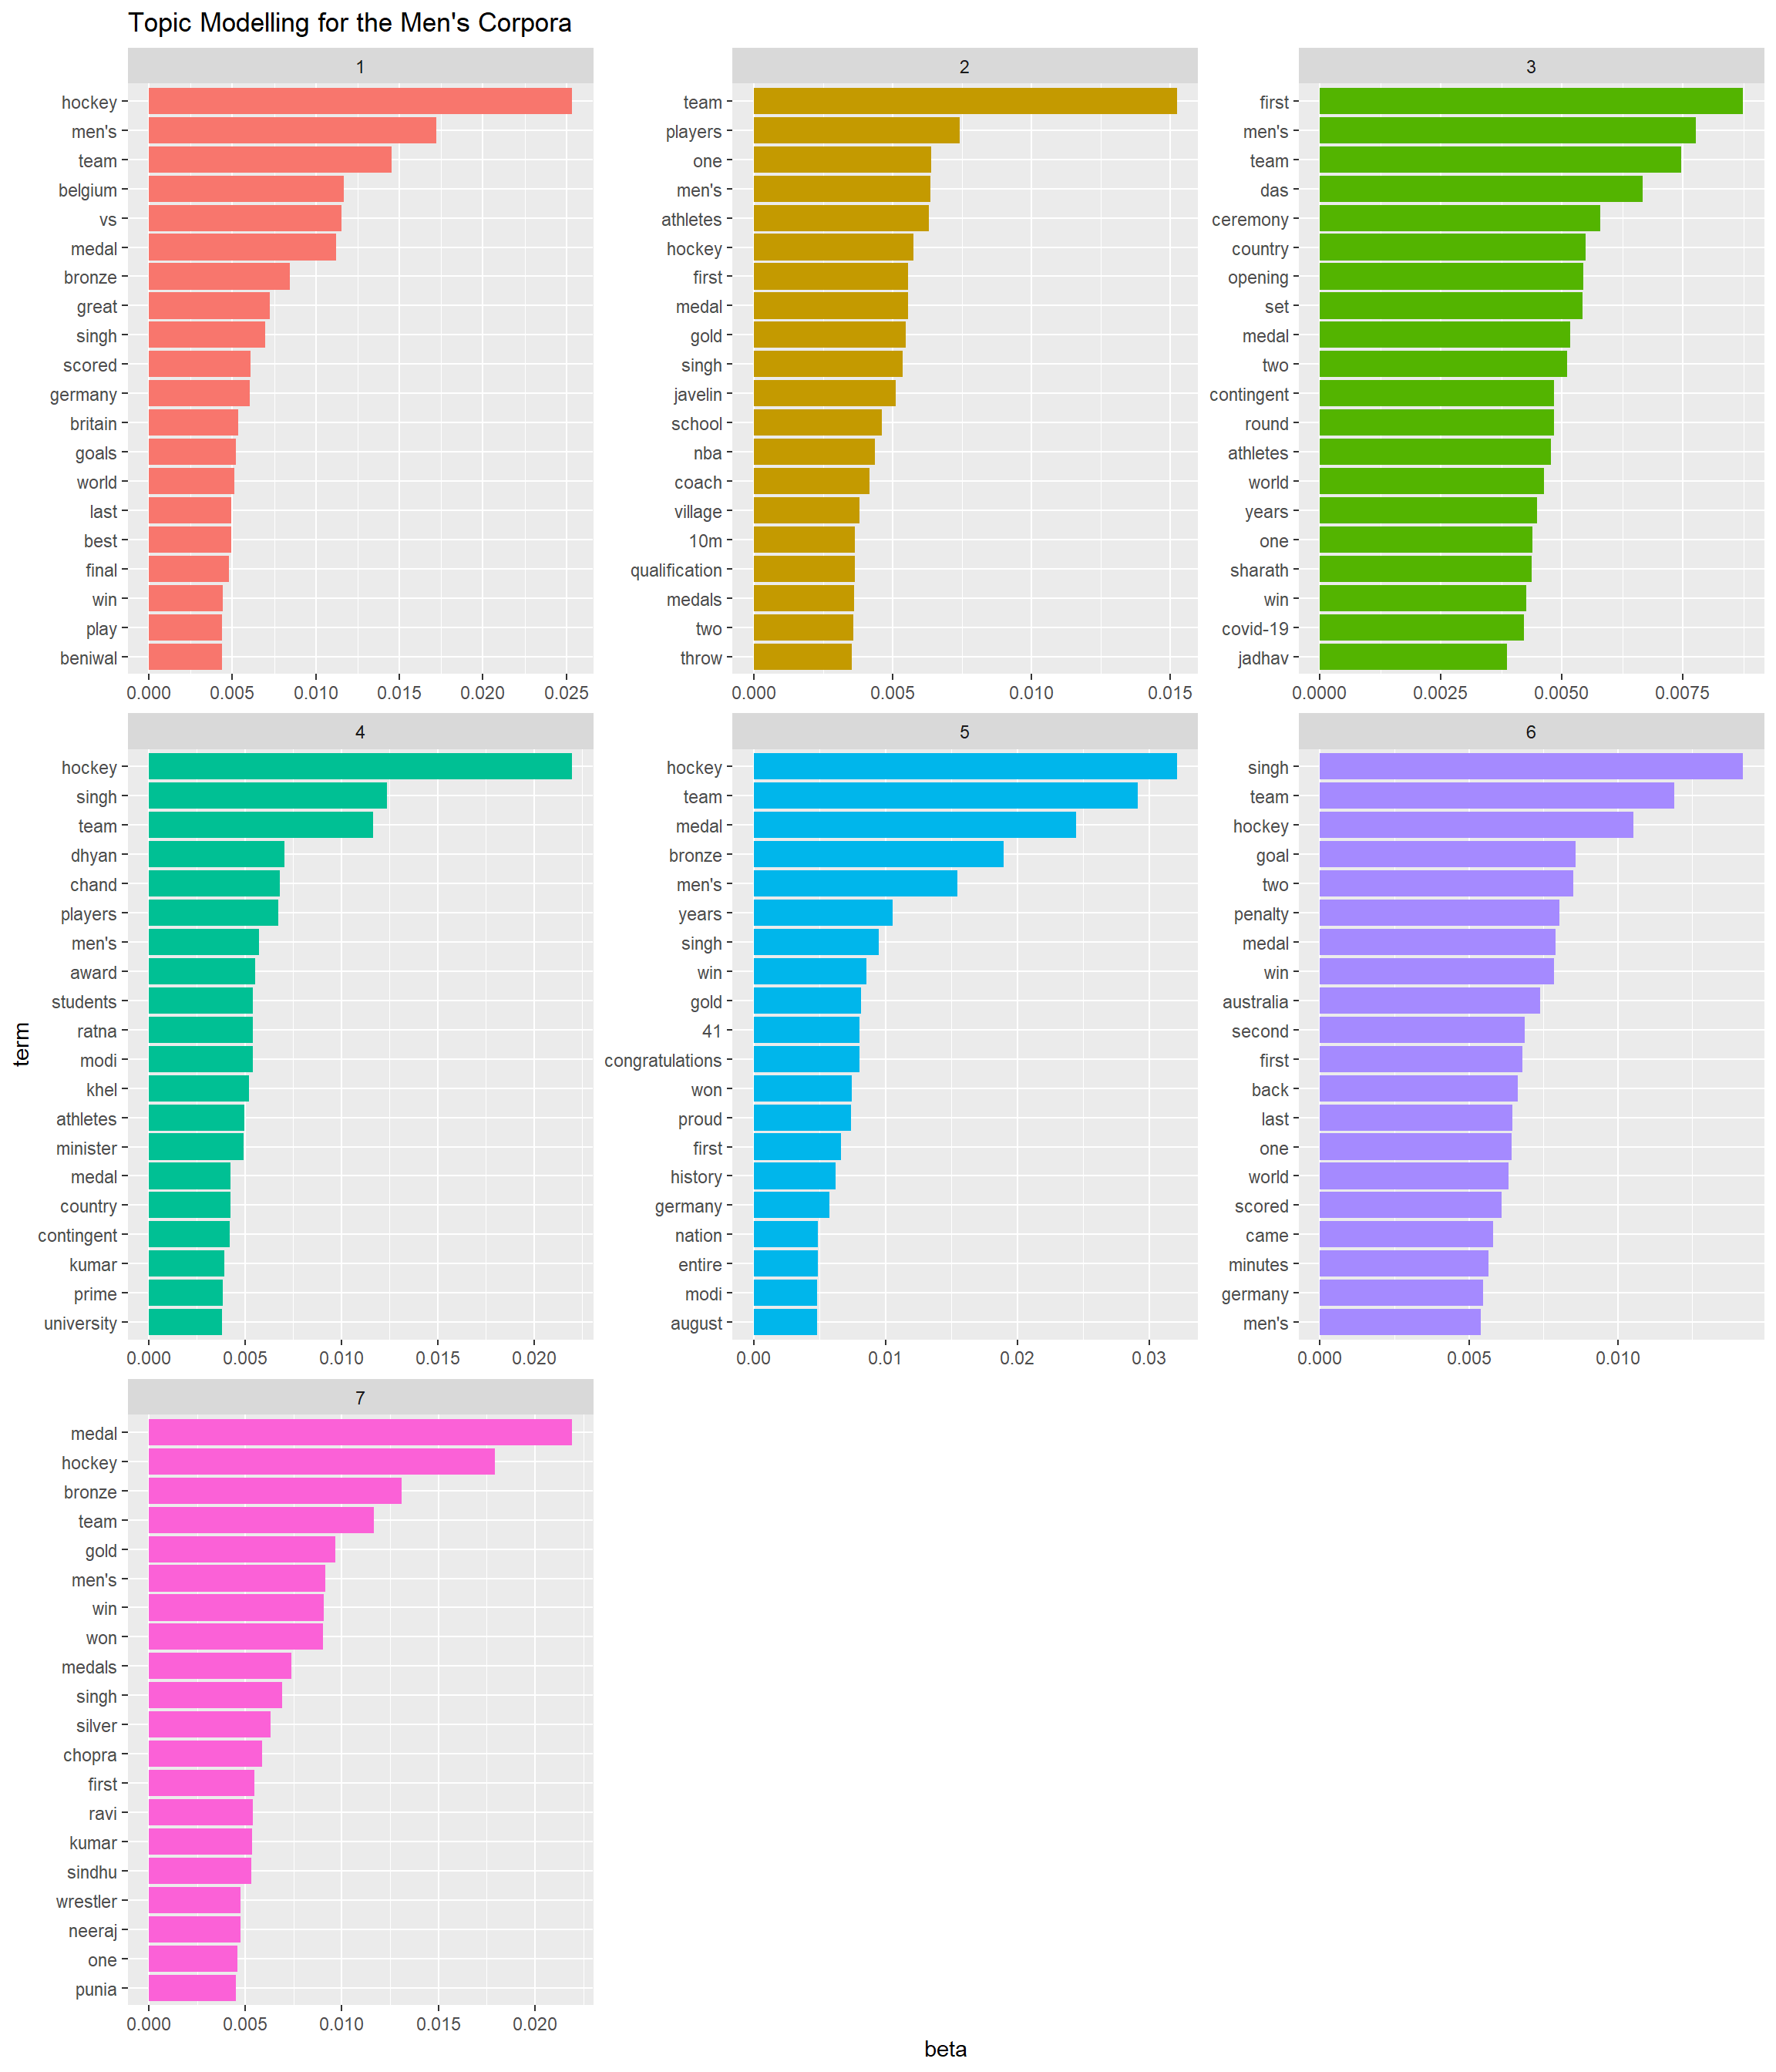 Topic Modelling for the Men's Corpora
1
hockey
men's
team
belgium
vs
medal
bronze
great
singh
scored
germany
britain
goals
world
last
best
final
win
play
beniwal
0.000 0.005 0.010 0.015 0.020 0.025
2
team
players
one
men's
athletes
hockey
first
medal
gold
singh
javelin
school
nba
coach
village
10m
qualification
medals
two
throw
0.000 0.005 0.010 0.015
3
first
men's
team
das
ceremony
country
opening
set
medal
two
contingent
round
athletes
world
years
one
sharath
win
covid-19
jadhav
0.0000 0.0025 0.0050 0.0075
4
hockey
singh
team
dhyan
chand
players
men's
award
students
ratna
modi
khel
athletes
minister
medal
country
contingent
kumar
prime
university
0.000 0.005 0.010 0.015 0.020
5
hockey
team
medal
bronze
men's
years
singh
win
gold
41
congratulations
won
proud
first
history
germany
nation
entire
modi
august
0.00 0.01 0.02 0.03
6
singh
team
hockey
goal
two
penalty
medal
win
australia
second
first
back
last
one
world
scored
came
minutes
germany
men's
0.000 0.005 0.010
7
medal
hockey
bronze
team
gold
men's
win
won
medals
singh
silver
chopra
first
ravi
kumar
sindhu
wrestler
neeraj
one
punia
0.000 0.005 0.010 0.015 0.020
term
beta